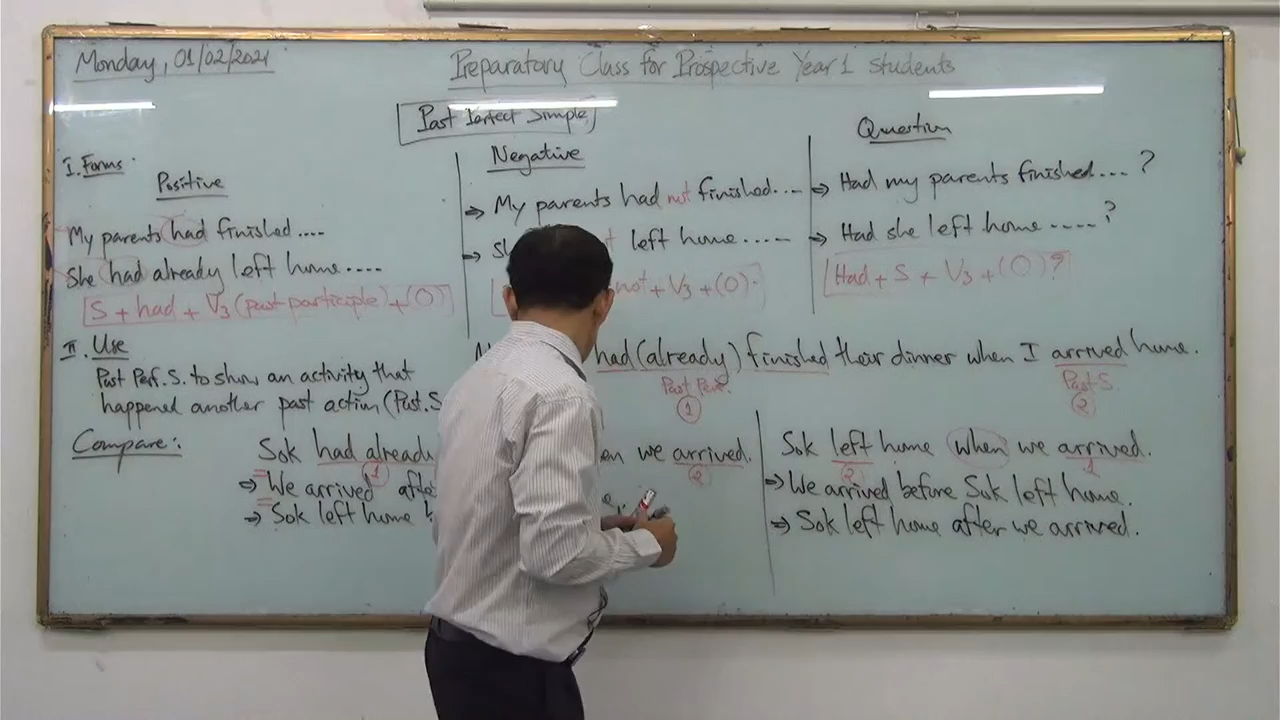 Monday, 01/02/2021
Preparatory Class for Prospective Year 1 Students
Past Perfect Simple
I. Forms
Positive
My parents had finished ....
She had already left home ....
S + had + V3 (past participle) + (O)
Negative
⇒ My parents had not finished ....
⇒ left home .....
not + V3 + (O).
Question
⇒ Had my parents finished .... ?
⇒ Had she left home ..... ?
Had + S + V3 + (O)?
II. Use
Past Perf. S. to show an activity that
happened another past action (Past. S
had (already) finished their dinner when I arrived home.
Past Perf.
1
Past S.
2
Compare:
Sok had we arrived.
1 2
⇒ We arrived
⇒ Sok left home
Sok left home when we arrived.
2 1
⇒ We arrived before Sok left home.
⇒ Sok left home after we arrived.